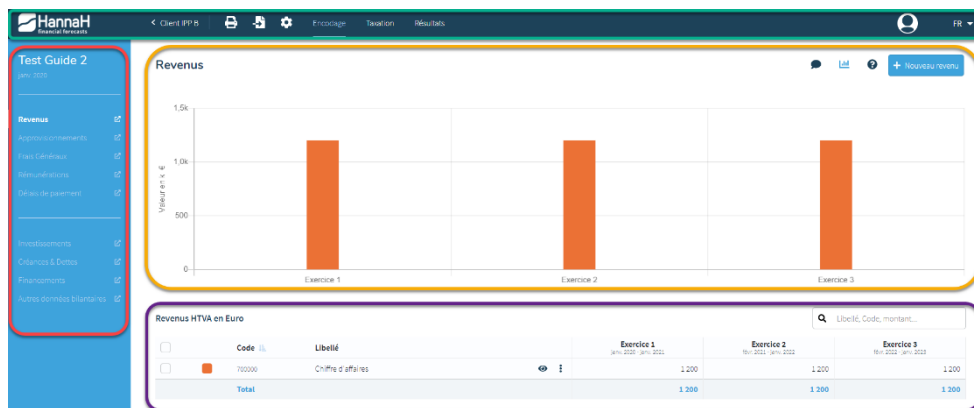 HannaH
financial forecasts
Client IPP B
Encodage
Taxation
Résultats
FR
Test Guide 2
janv. 2020
Revenus
Approvisionnements
Frais Généraux
Rémunérations
Délais de paiement
Investissements
Créances & Dettes
Financements
Autres données bilantaires
Revenus
+ Nouveau revenu
1,5k
1,0k
500
0
Valeur en k €
Exercice 1
Exercice 2
Exercice 3
Revenus HTVA en Euro
Libellé, Code, montant...
Code
Libellé
Exercice 1
janv. 2020 - janv. 2021
Exercice 2
févr. 2021 - janv. 2022
Exercice 3
févr. 2022 - janv. 2023
700000
Chiffre d'affaires
1 200
1 200
1 200
Total
1 200
1 200
1 200